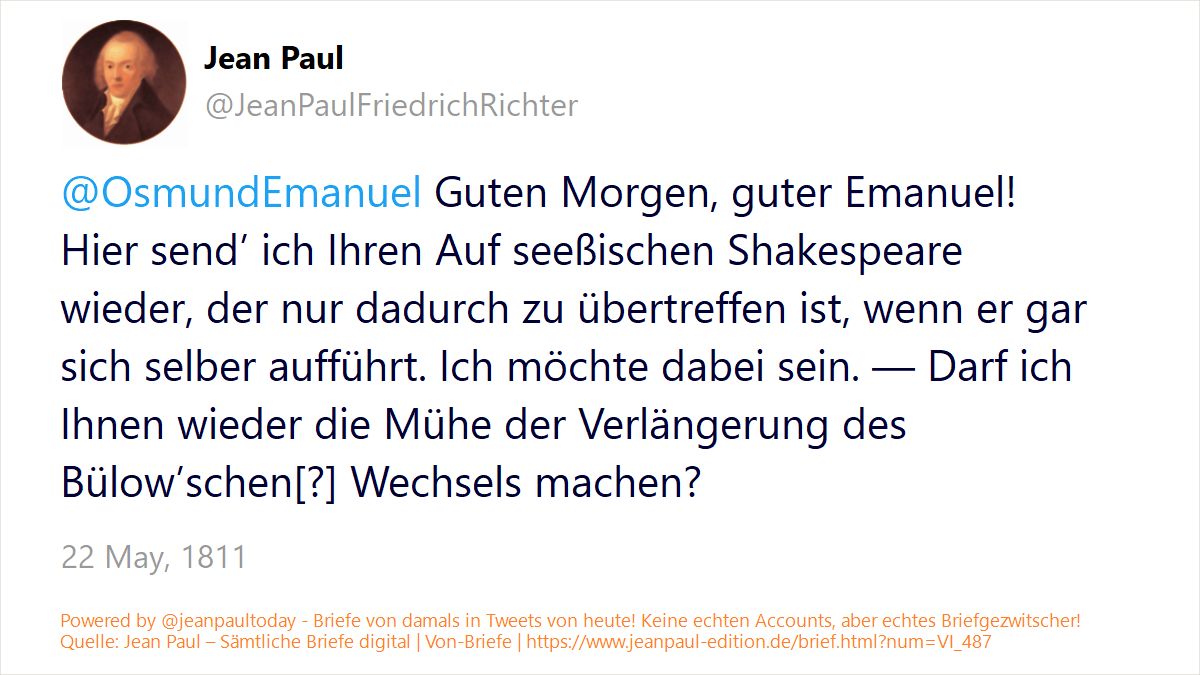 Jean Paul
@JeanPaulFriedrichRichter
@OsmundEmanuel Guten Morgen, guter Emanuel!
Hier send’ ich Ihren Auf seeßischen Shakespeare
wieder, der nur dadurch zu übertreffen ist, wenn er gar
sich selber aufführt. Ich möchte dabei sein. — Darf ich
Ihnen wieder die Mühe der Verlängerung des
Bülow’schen[?] Wechsels machen?
22 May, 1811
Powered by @jeanpaultoday - Briefe von damals in Tweets von heute! Keine echten Accounts, aber echtes Briefgezwitscher!
Quelle: Jean Paul – Sämtliche Briefe digital | Von-Briefe | https://www.jeanpaul-edition.de/brief.html?num=VI_487